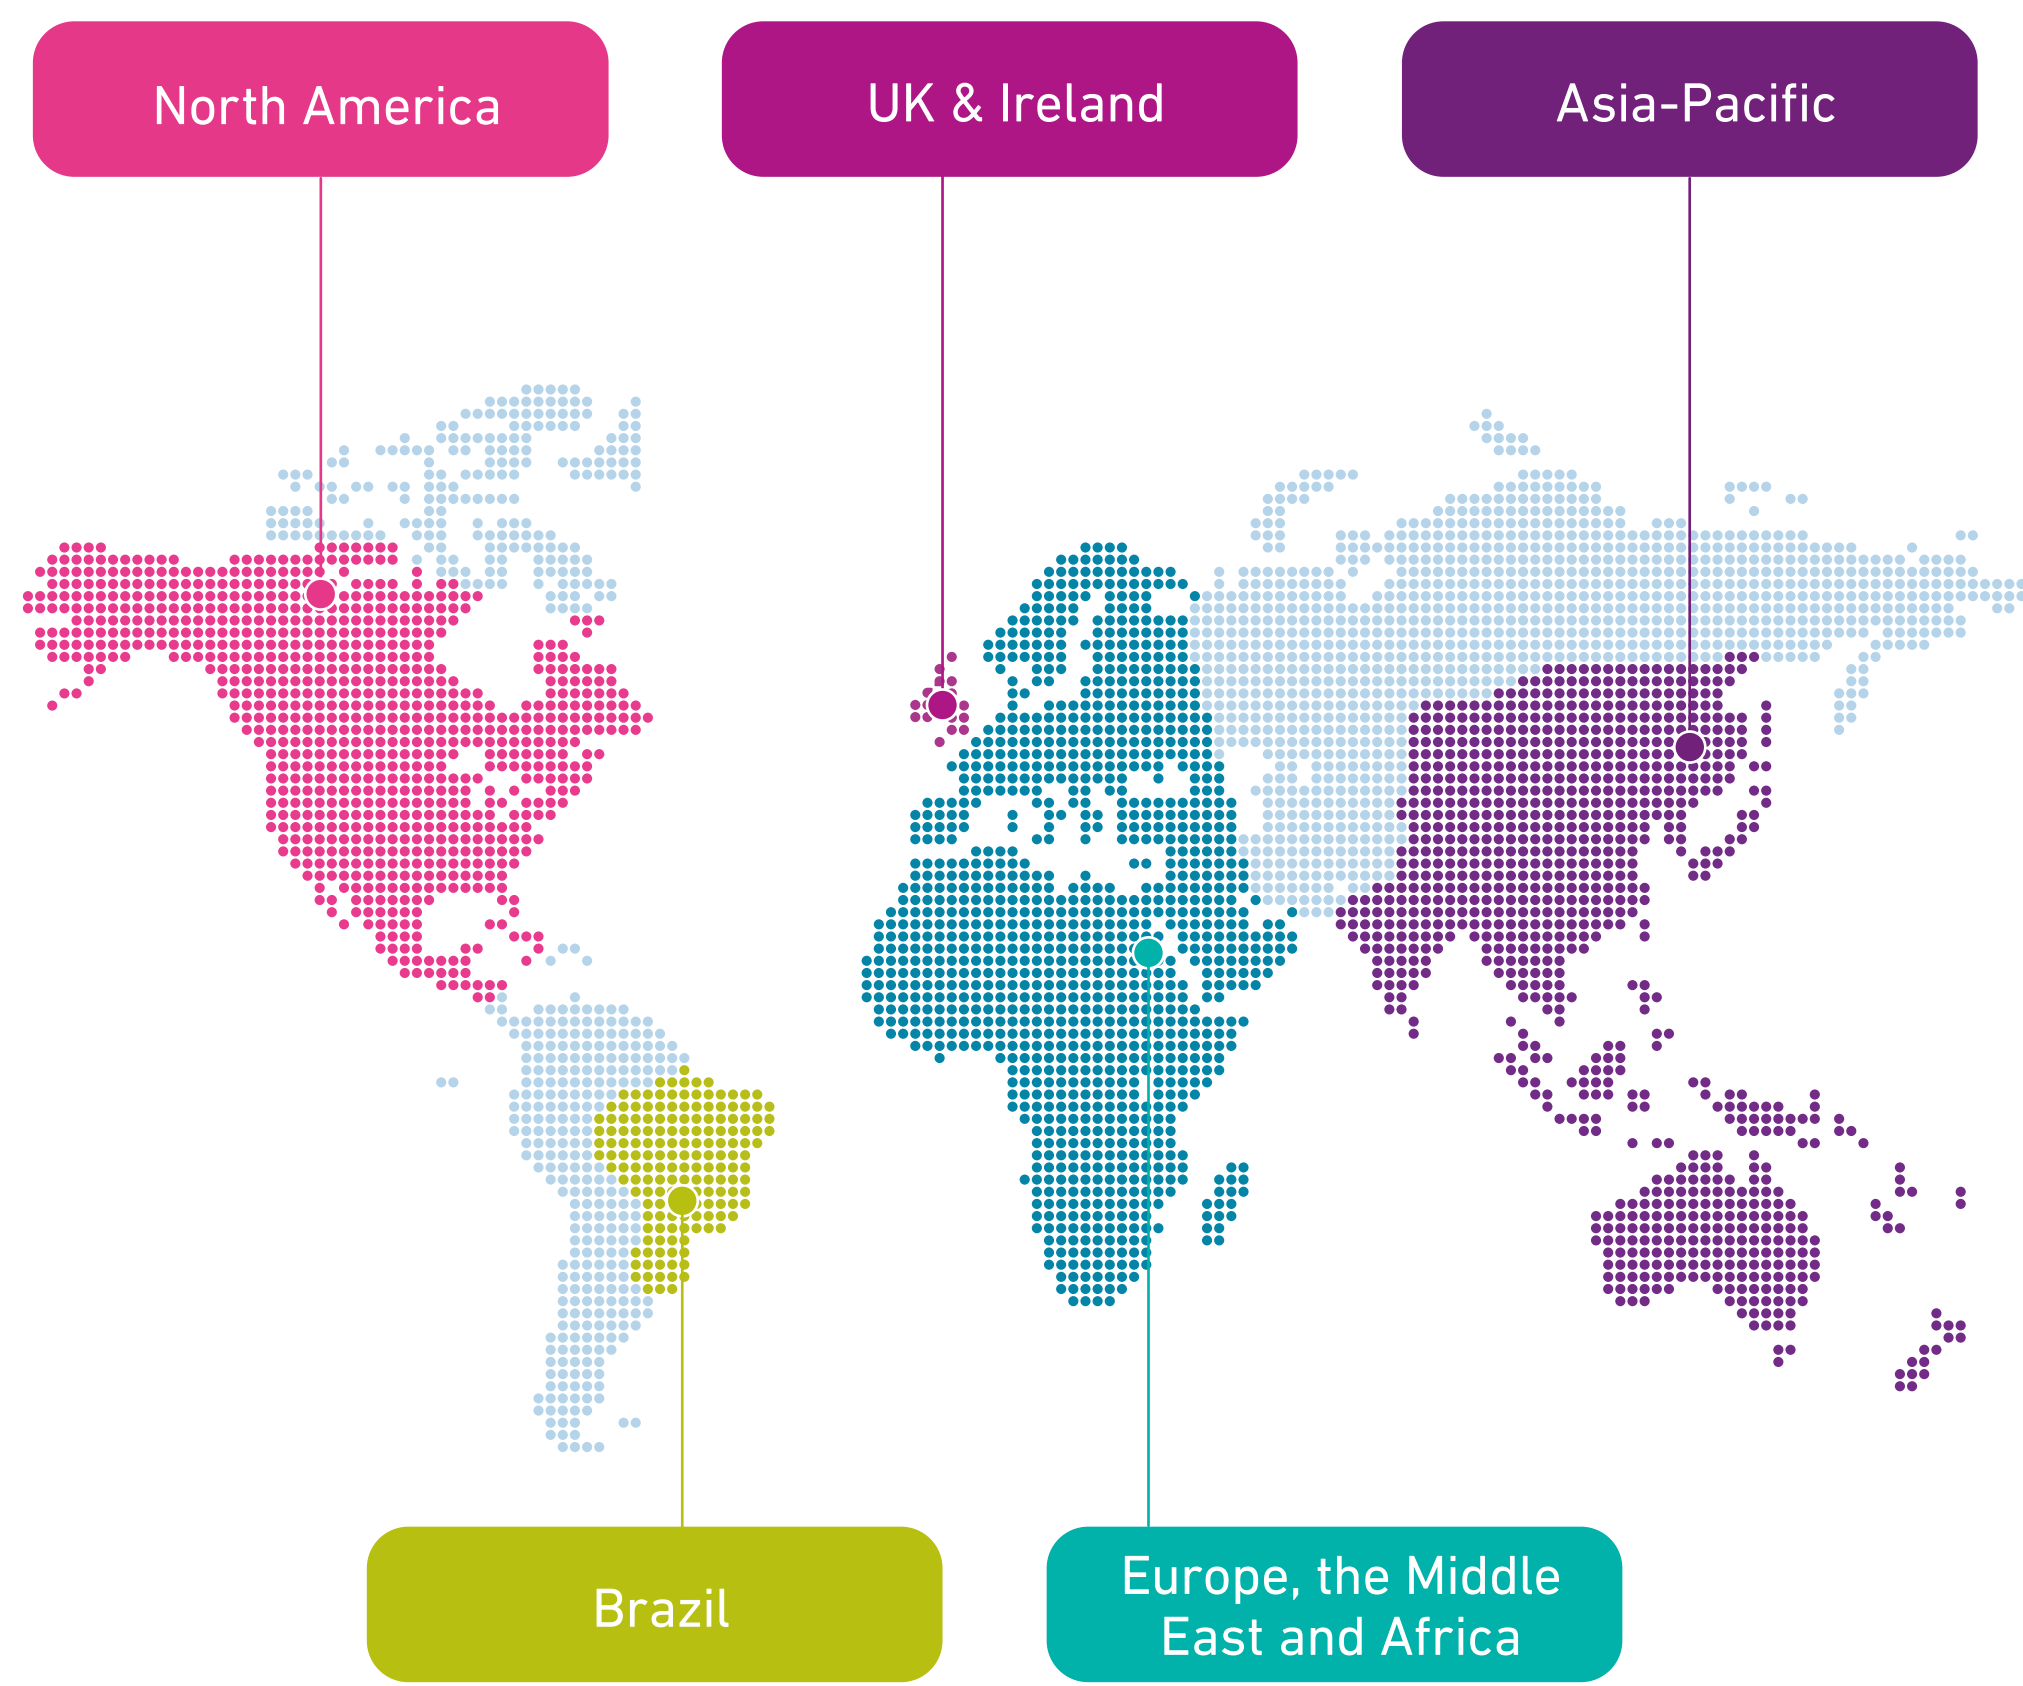 North America
UK & Ireland
Asia-Pacific
Brazil
Europe, the Middle
East and Africa